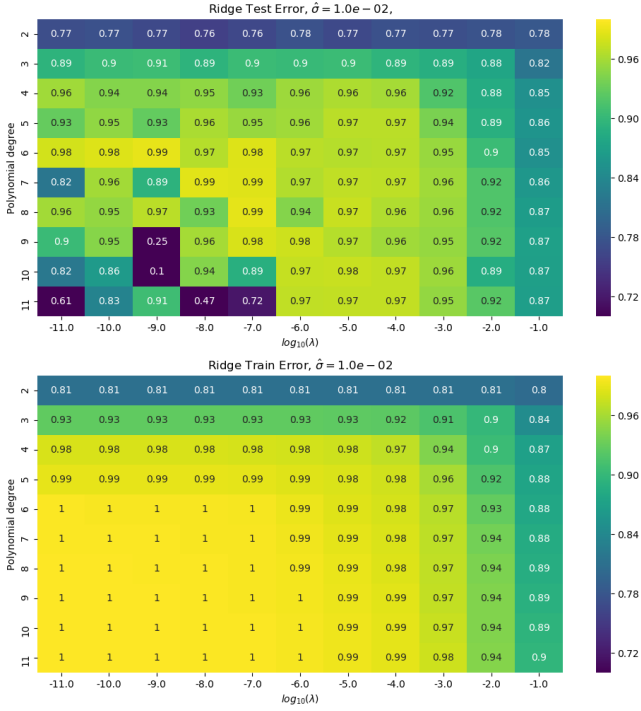 Ridge Test Error, σ̂ = 1.0e − 02,
2 0.77 0.77 0.77 0.76 0.76 0.77 0.77 0.77 0.78 0.78 0.78
3 0.89 0.9 0.91 0.89 0.9 0.9 0.9 0.89 0.89 0.88 0.82
4 0.96 0.94 0.94 0.95 0.93 0.96 0.96 0.96 0.92 0.88 0.85
5 0.93 0.95 0.93 0.96 0.95 0.96 0.97 0.97 0.94 0.89 0.86
6 0.98 0.98 0.99 0.97 0.98 0.97 0.97 0.97 0.95 0.9 0.85
7 0.82 0.96 0.89 0.99 0.99 0.97 0.97 0.97 0.96 0.92 0.86
8 0.96 0.95 0.97 0.93 0.99 0.94 0.97 0.97 0.96 0.92 0.87
9 0.9 0.95 0.25 0.96 0.98 0.98 0.97 0.97 0.95 0.92 0.87
10 0.82 0.86 0.1 0.94 0.89 0.97 0.98 0.97 0.96 0.89 0.87
11 0.61 0.83 0.91 0.47 0.72 0.97 0.97 0.97 0.95 0.92 0.87
Polynomial degree
-11.0 -10.0 -9.0 -8.0 -7.0 -6.0 -5.0 -4.0 -3.0 -2.0 -1.0
log10(λ)
0.96
0.90
0.84
0.78
0.72
Ridge Train Error, σ̂ = 1.0e − 02
2 0.81 0.81 0.81 0.81 0.81 0.81 0.81 0.81 0.81 0.81 0.8
3 0.93 0.93 0.93 0.93 0.93 0.93 0.93 0.92 0.91 0.9 0.84
4 0.98 0.98 0.98 0.98 0.98 0.98 0.98 0.97 0.94 0.9 0.87
5 0.99 0.99 0.99 0.99 0.99 0.99 0.98 0.98 0.96 0.92 0.88
6 1 1 1 1 1 0.99 0.99 0.98 0.97 0.93 0.88
7 1 1 1 1 1 0.99 0.99 0.98 0.97 0.94 0.88
8 1 1 1 1 1 0.99 0.99 0.98 0.97 0.94 0.89
9 1 1 1 1 1 1 0.99 0.99 0.97 0.94 0.89
10 1 1 1 1 1 1 0.99 0.99 0.97 0.94 0.89
11 1 1 1 1 1 1 0.99 0.99 0.98 0.94 0.9
Polynomial degree
-11.0 -10.0 -9.0 -8.0 -7.0 -6.0 -5.0 -4.0 -3.0 -2.0 -1.0
log10(λ)
0.96
0.90
0.84
0.78
0.72